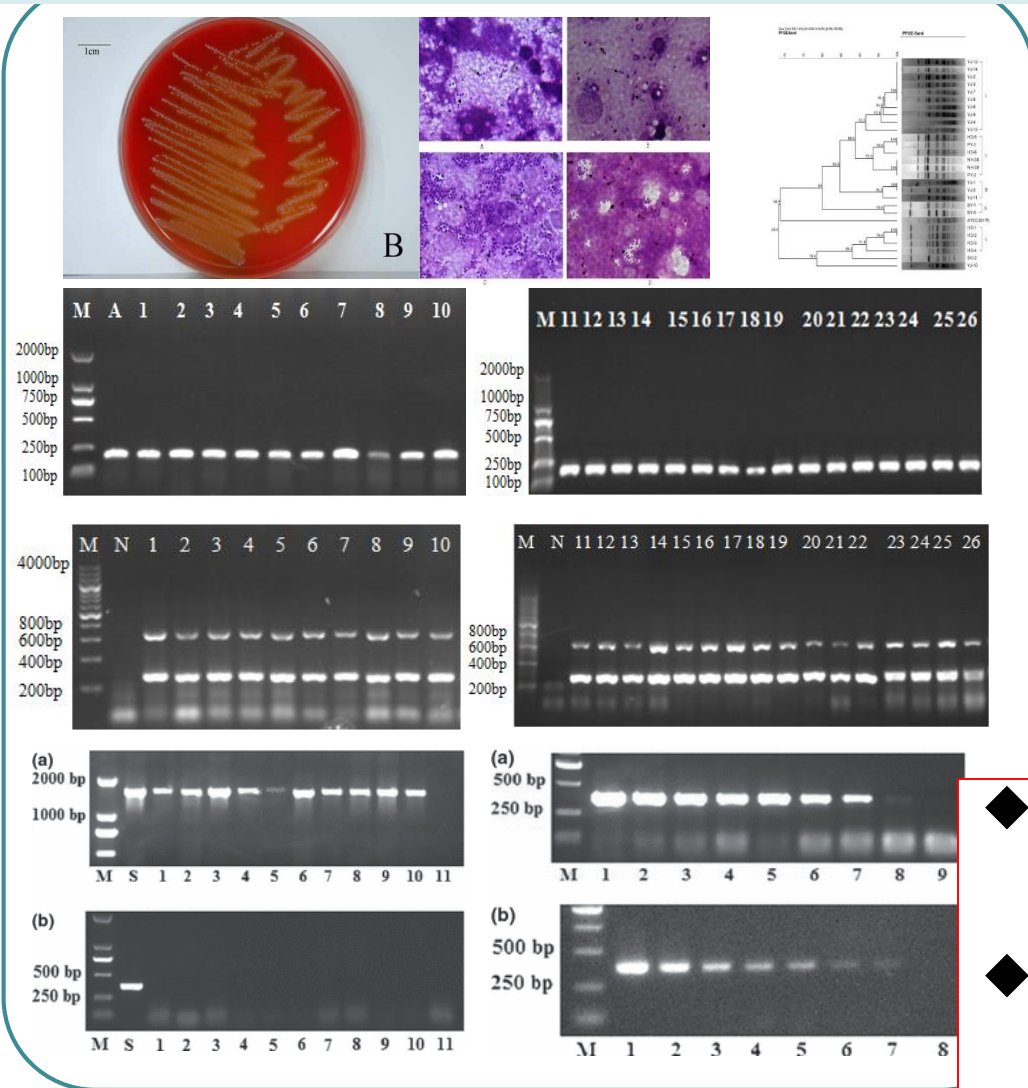 1cm
B
A
PFGE-Xbal
M A 1 2 3 4 5 6 7 8 9 10
2000bp
1000bp
750bp
500bp
250bp
100bp
M 11 12 13 14 15 16 17 18 19 20 21 22 23 24 25 26
2000bp
1000bp
750bp
500bp
250bp
100bp
M N 1 2 3 4 5 6 7 8 9 10
4000bp
800bp
600bp
400bp
200bp
M N 11 12 13 14 15 16 17 18 19 20 21 22 23 24 25 26
800bp
600bp
400bp
200bp
(a)
2000 bp
1000 bp
M S 1 2 3 4 5 6 7 8 9 10 11
(a)
500 bp
250 bp
M 1 2 3 4 5 6 7 8 9
(b)
500 bp
250 bp
M S 1 2 3 4 5 6 7 8 9 10 11
(b)
500 bp
250 bp
M 1 2 3 4 5 6 7 8